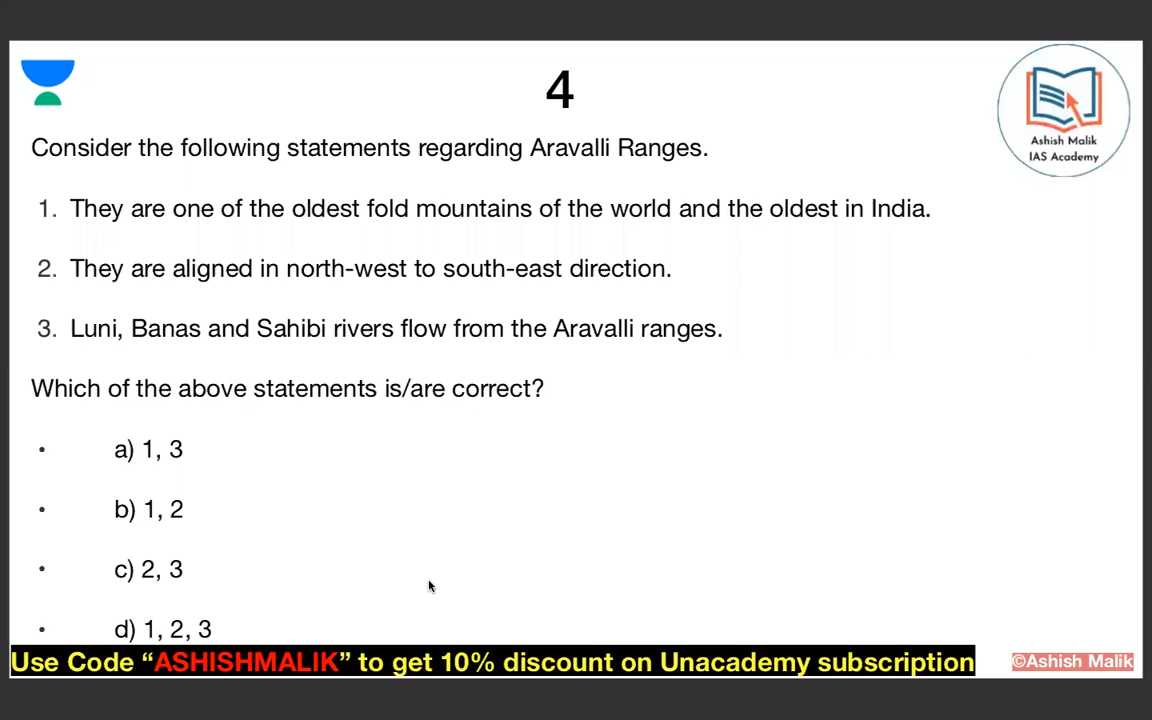 4
Ashish Malik
IAS Academy
Consider the following statements regarding Aravalli Ranges.
1. They are one of the oldest fold mountains of the world and the oldest in India.
2. They are aligned in north-west to south-east direction.
3. Luni, Banas and Sahibi rivers flow from the Aravalli ranges.
Which of the above statements is/are correct?
• a) 1, 3
• b) 1, 2
• c) 2, 3
• d) 1, 2, 3
Use Code “ASHISHMALIK” to get 10% discount on Unacademy subscription
©Ashish Malik